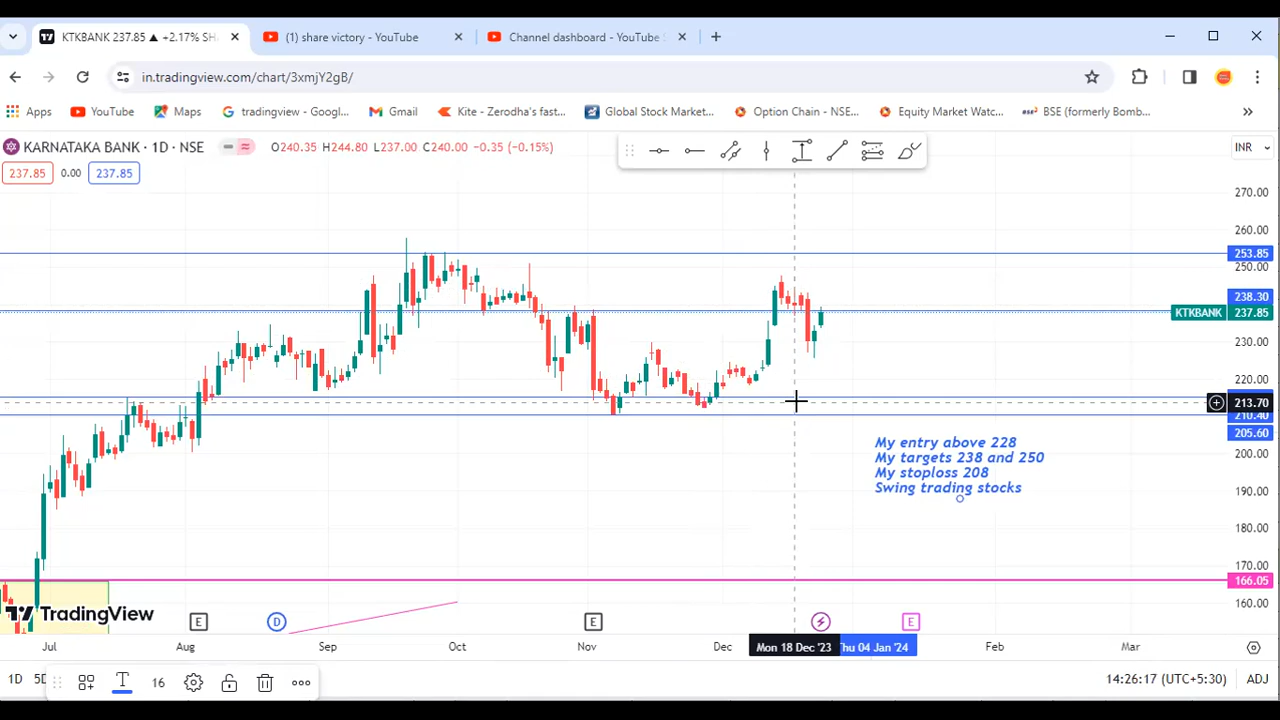 KTKBANK 237.85 ▲ +2.17% SH
(1) share victory - YouTube
Channel dashboard - YouTube S
in.tradingview.com/chart/3xmjY2gB/
Apps
YouTube
Maps
tradingview - Googl...
Gmail
Kite - Zerodha's fast...
Global Stock Market...
Option Chain - NSE...
Equity Market Watc...
BSE (formerly Bomb...
KARNATAKA BANK · 1D · NSE
O240.35 H244.80 L237.00 C240.00 -0.35 (-0.15%)
INR
237.85 0.00 237.85
270.00
260.00
253.85
250.00
238.30
KTKBANK 237.85
230.00
220.00
213.70
210.40
205.60
200.00
190.00
180.00
170.00
166.05
160.00
My entry above 228
My targets 238 and 250
My stoploss 208
Swing trading stocks
TradingView
E
D
E
E
Jul Aug Sep Oct Nov Dec Mon 18 Dec '23 Thu 04 Jan '24 Feb Mar
1D 5D
T 16
14:26:17 (UTC+5:30) ADJ